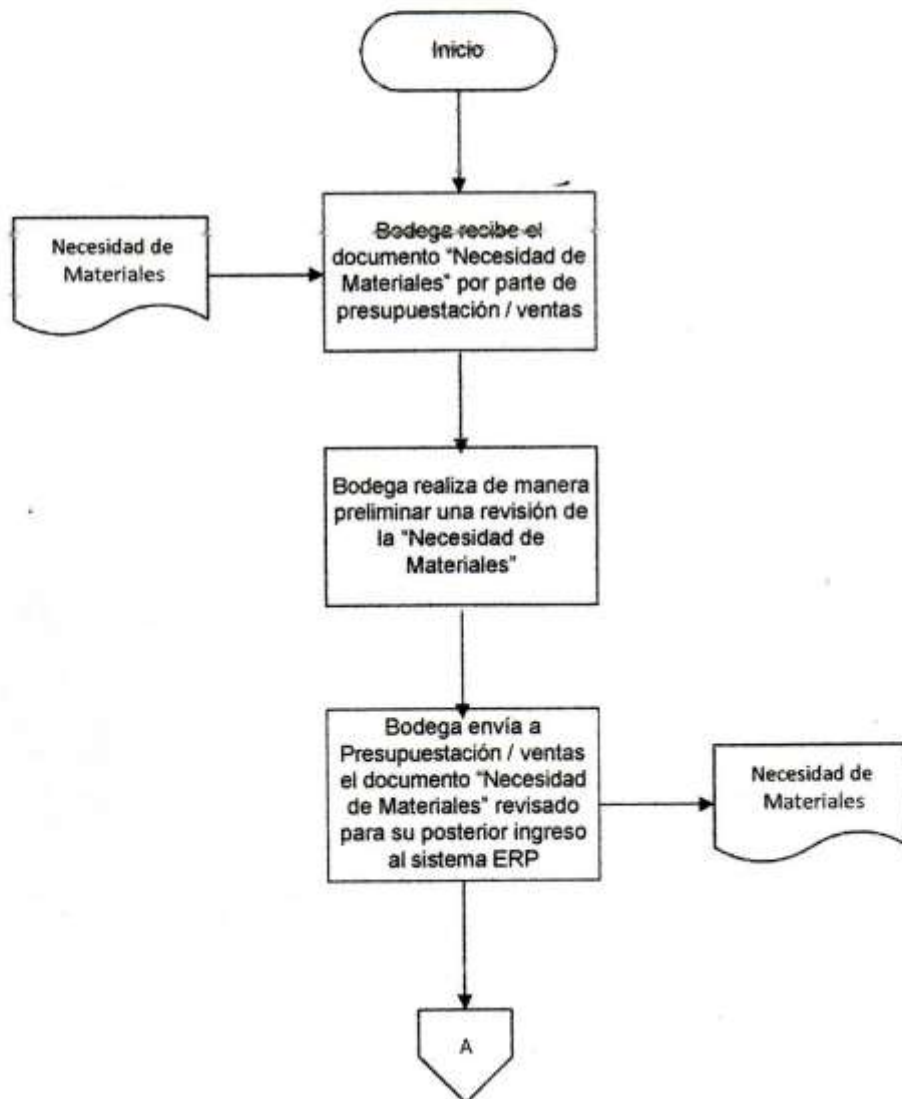 Inicio
Necesidad de
Materiales
Bodega recibe el
documento "Necesidad de
Materiales" por parte de
presupuestación / ventas
Bodega realiza de manera
preliminar una revisión de
la "Necesidad de
Materiales"
Bodega envía a
Presupuestación / ventas
el documento "Necesidad
de Materiales" revisado
para su posterior ingreso
al sistema ERP
Necesidad de
Materiales
A